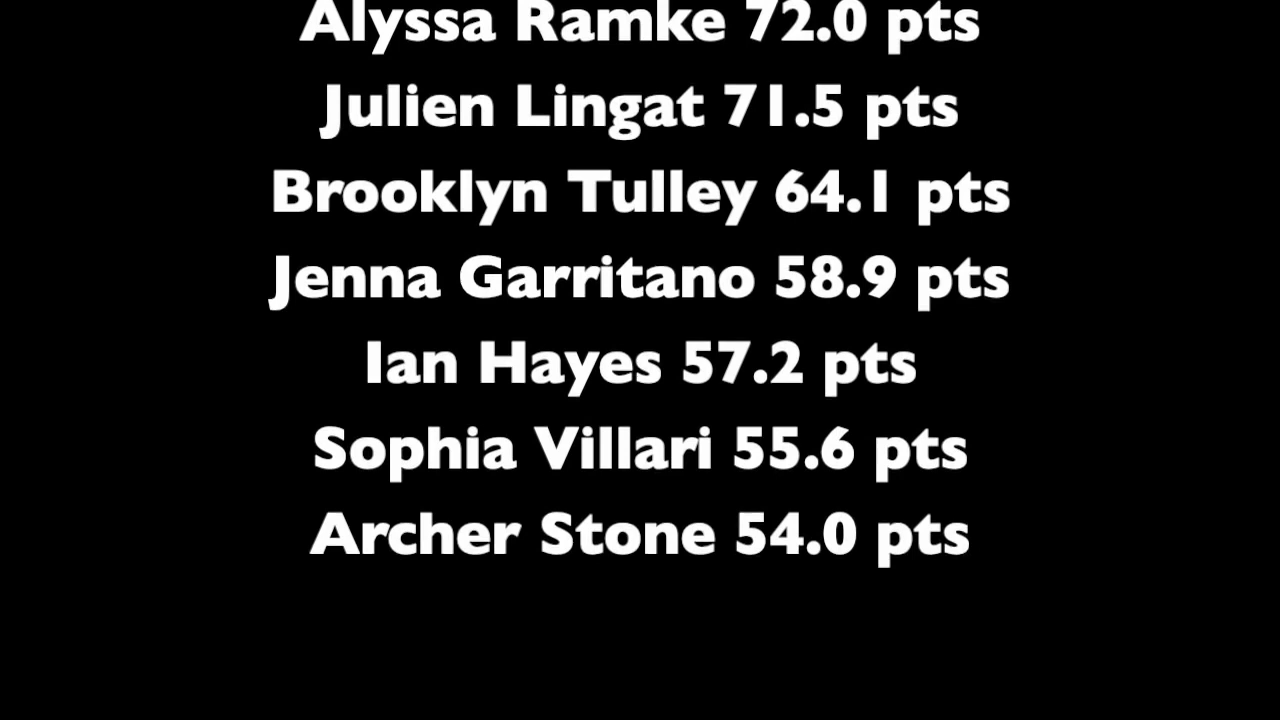 Alyssa Ramke 72.0 pts
Julien Lingat 71.5 pts
Brooklyn Tulley 64.1 pts
Jenna Garritano 58.9 pts
Ian Hayes 57.2 pts
Sophia Villari 55.6 pts
Archer Stone 54.0 pts